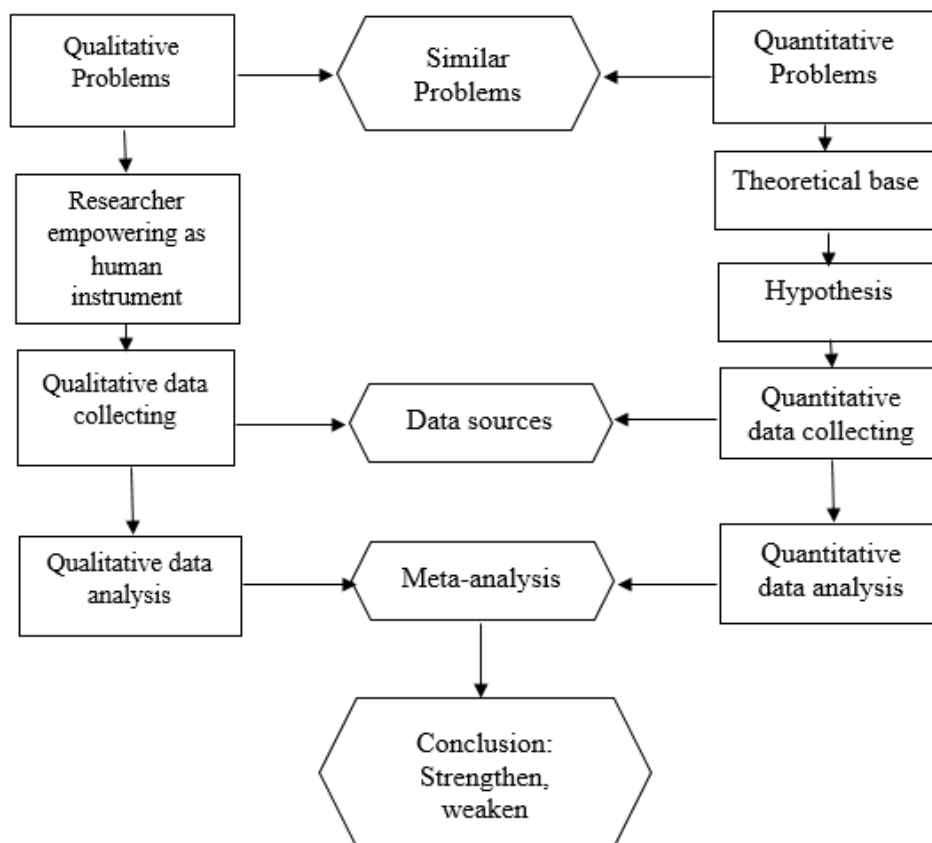 Qualitative
Problems
Similar
Problems
Quantitative
Problems
Researcher
empowering as
human
instrument
Theoretical base
Hypothesis
Qualitative data
collecting
Data sources
Quantitative
data collecting
Qualitative data
analysis
Meta-analysis
Quantitative
data analysis
Conclusion:
Strengthen,
weaken